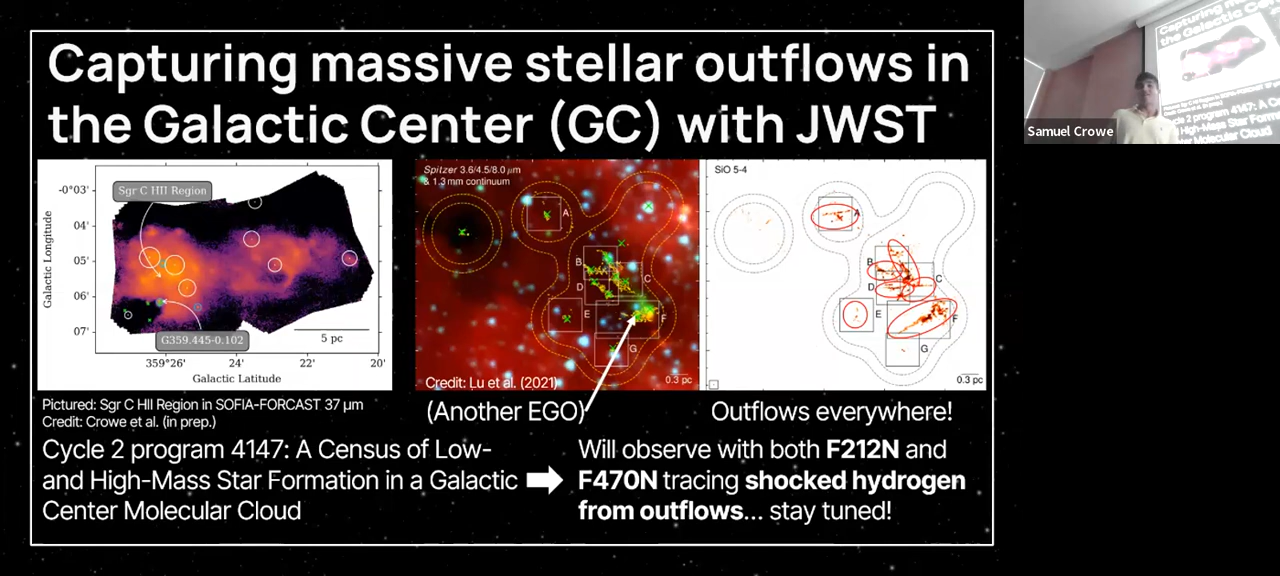 Capturing massive stellar outflows in
the Galactic Center (GC) with JWST
Sgr C HII Region
G359.445-0.102
5 pc
-0°03'
04'
05'
06'
07'
359°26'
24'
22'
20'
Galactic Longitude
Galactic Latitude
Spitzer 3.6/4.5/8.0 μm
& 1.3 mm continuum
A
B
C
D
E
F
G
Credit: Lu et al. (2021)
0.3 pc
SiO 5-4
A
B
C
D
E
F
G
0.3 pc
Pictured: Sgr C HII Region in SOFIA-FORCAST 37 μm
Credit: Crowe et al. (in prep.)
(Another EGO)
Outflows everywhere!
Cycle 2 program 4147: A Census of Low-
and High-Mass Star Formation in a Galactic
Center Molecular Cloud
Will observe with both F212N and
F470N tracing shocked hydrogen
from outflows... stay tuned!
Samuel Crowe